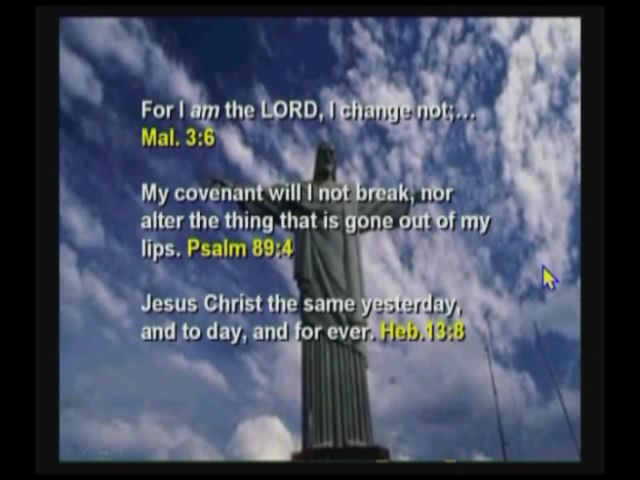 For I am the LORD, I change not;…
Mal. 3:6
My covenant will I not break, nor
alter the thing that is gone out of my
lips. Psalm 89:4
Jesus Christ the same yesterday,
and to day, and for ever. Heb.13:8